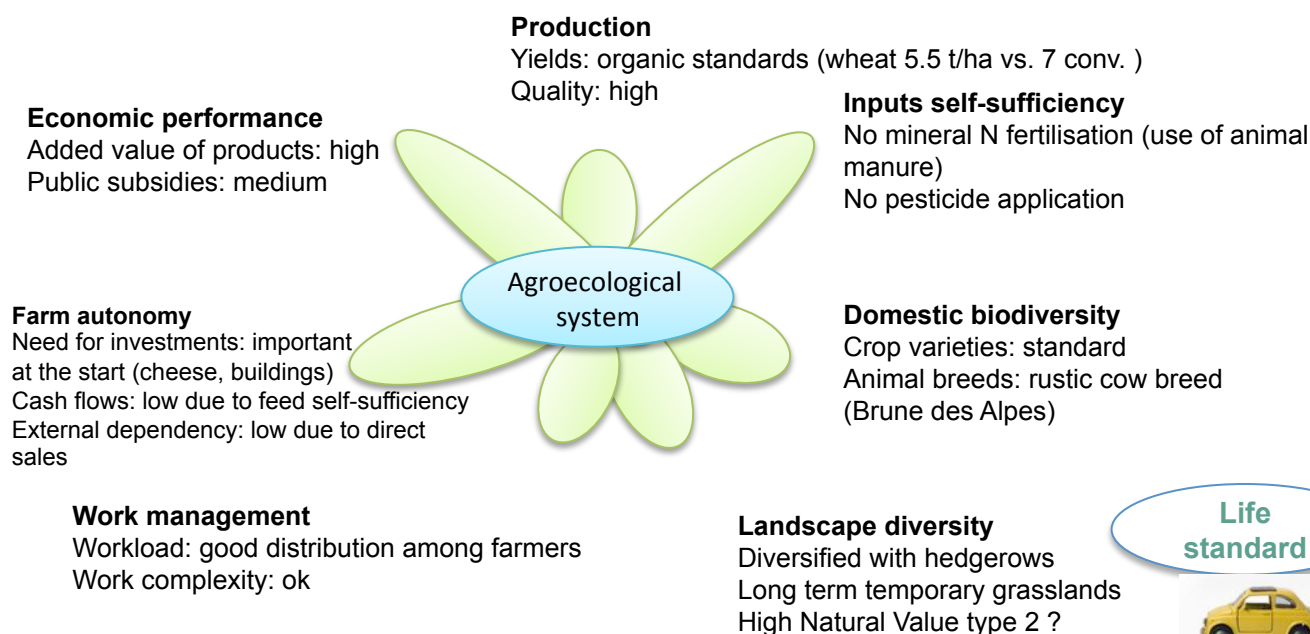 Production
Yields: organic standards (wheat 5.5 t/ha vs. 7 conv. )
Quality: high
Economic performance
Added value of products: high
Public subsidies: medium
Inputs self-sufficiency
No mineral N fertilisation (use of animal
manure)
No pesticide application
Agroecological
system
Farm autonomy
Need for investments: important
at the start (cheese, buildings)
Cash flows: low due to feed self-sufficiency
External dependency: low due to direct
sales
Domestic biodiversity
Crop varieties: standard
Animal breeds: rustic cow breed
(Brune des Alpes)
Work management
Workload: good distribution among farmers
Work complexity: ok
Landscape diversity
Diversified with hedgerows
Long term temporary grasslands
High Natural Value type 2 ?
Life
standard